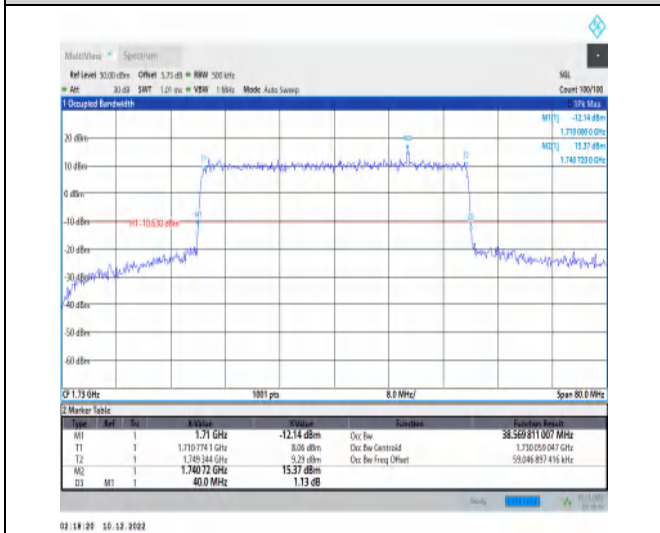 MultiView Spectrum
Ref Level 30.00 dBm Offset 5.75 dB RBW 500 kHz SGL
Att 30 dB SWT 1.01 ms VBW 1 MHz Mode Auto Sweep Count 100/100
1 Occupied Bandwidth 1Pk Max
M1[1] -12.14 dBm
1.710 000 0 GHz
M2[1] 15.37 dBm
1.740 720 0 GHz
20 dBm
M2
T1 T2
10 dBm
0 dBm
M1
-10 dBm
H1 -10.630 dBm
-20 dBm
-30 dBm
-40 dBm
-50 dBm
-60 dBm
CF 1.73 GHz 1001 pts 8.0 MHz/ Span 80.0 MHz
2 Marker Table
Type Ref Trc X-Value Y-Value Function Function Result
M1 1 1.71 GHz -12.14 dBm Occ Bw 38.569 811 007 MHz
T1 1 1.710 774 1 GHz 8.06 dBm Occ Bw Centroid 1.730 059 047 GHz
T2 1 1.749 344 GHz 9.29 dBm Occ Bw Freq Offset 59.046 897 416 kHz
M2 1 1.740 72 GHz 15.37 dBm
D3 M1 1 40.0 MHz 1.13 dB
Ready
02:18:20 10.12.2022